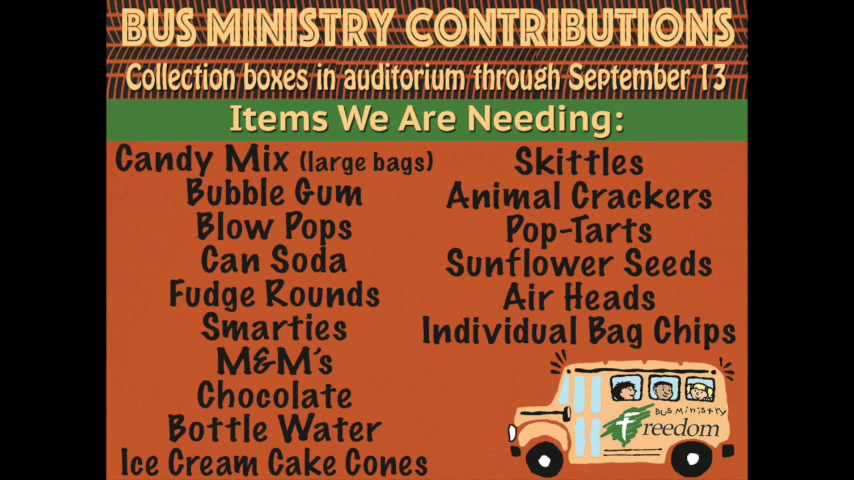 BUS MINISTRY CONTRIBUTIONS
Collection boxes in auditorium through September 13
Items We Are Needing:
Candy Mix (large bags)
Bubble Gum
Blow Pops
Can Soda
Fudge Rounds
Smarties
M&M's
Chocolate
Bottle Water
Ice Cream Cake Cones
Skittles
Animal Crackers
Pop-Tarts
Sunflower Seeds
Air Heads
Individual Bag Chips
BUS MINISTRY
freedom